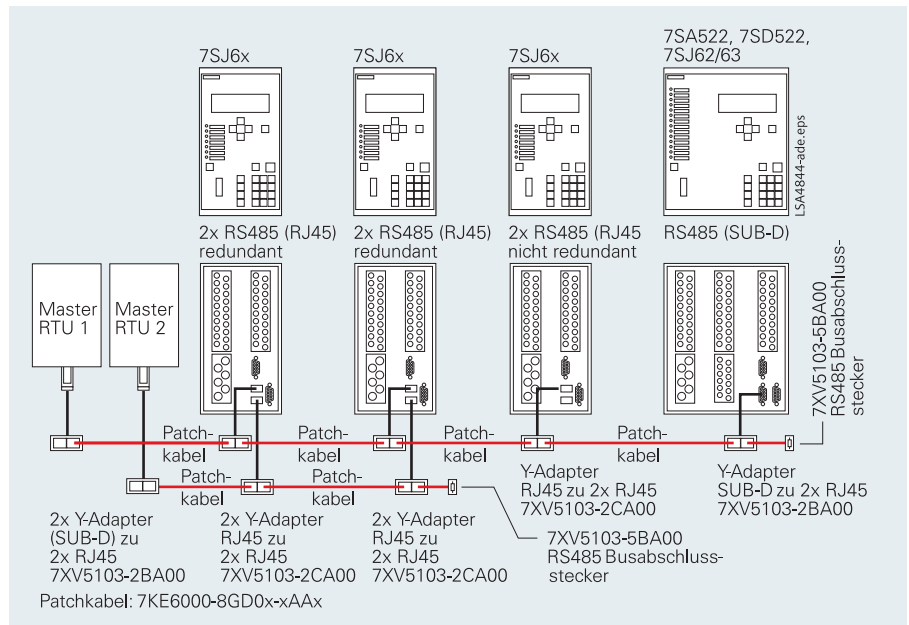 7SJ6x
7SJ6x
7SJ6x
7SA522, 7SD522,
7SJ62/63
LSA4844-ade.eps
2x RS485 (RJ45)
redundant
2x RS485 (RJ45)
redundant
2x RS485 (RJ45
nicht redundant
RS485 (SUB-D)
Master
RTU 1
Master
RTU 2
7XV5103-5BA00
RS485 Busabschluss-
stecker
Patch-
kabel
Patch-
kabel
Patch-
kabel
Patch-
kabel
Patch-
kabel
Patch-
kabel
Y-Adapter
RJ45 zu 2x RJ45
7XV5103-2CA00
Y-Adapter
SUB-D zu 2x RJ45
7XV5103-2BA00
2x Y-Adapter
(SUB-D) zu
2x RJ45
7XV5103-2BA00
2x Y-Adapter
RJ45 zu
2x RJ45
7XV5103-2CA00
2x Y-Adapter
RJ45 zu
2x RJ45
7XV5103-2CA00
7XV5103-5BA00
RS485 Busabschluss-
stecker
Patchkabel: 7KE6000-8GD0x-xAAx